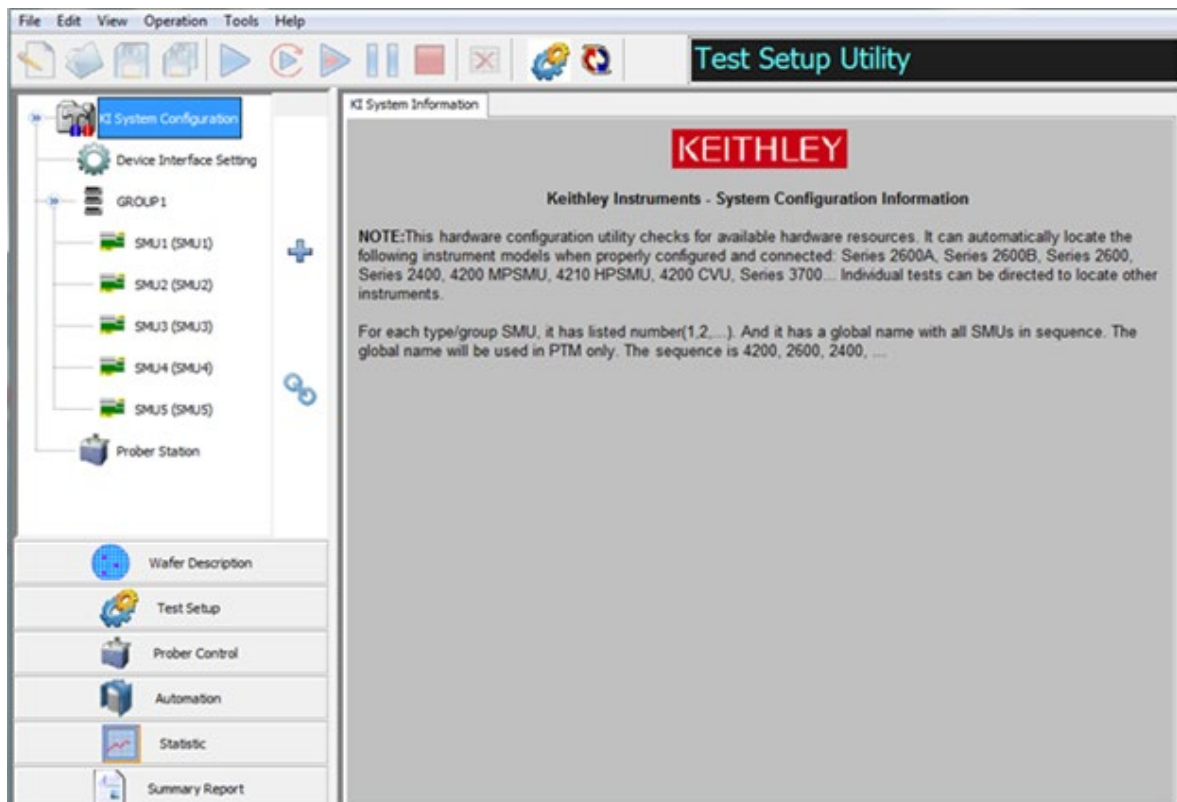 File Edit View Operation Tools Help
Test Setup Utility
KI System Configuration
Device Interface Setting
GROUP1
SMU1 (SMU1)
SMU2 (SMU2)
SMU3 (SMU3)
SMU4 (SMU4)
SMU5 (SMU5)
Prober Station
Wafer Description
Test Setup
Prober Control
Automation
Statistic
Summary Report
KI System Information
KEITHLEY
Keithley Instruments - System Configuration Information
NOTE:This hardware configuration utility checks for available hardware resources. It can automatically locate the
following instrument models when properly configured and connected: Series 2600A, Series 2600B, Series 2600,
Series 2400, 4200 MPSMU, 4210 HPSMU, 4200 CVU, Series 3700... Individual tests can be directed to locate other
instruments.
For each type/group SMU, it has listed number(1,2,...). And it has a global name with all SMUs in sequence. The
global name will be used in PTM only. The sequence is 4200, 2600, 2400, ...